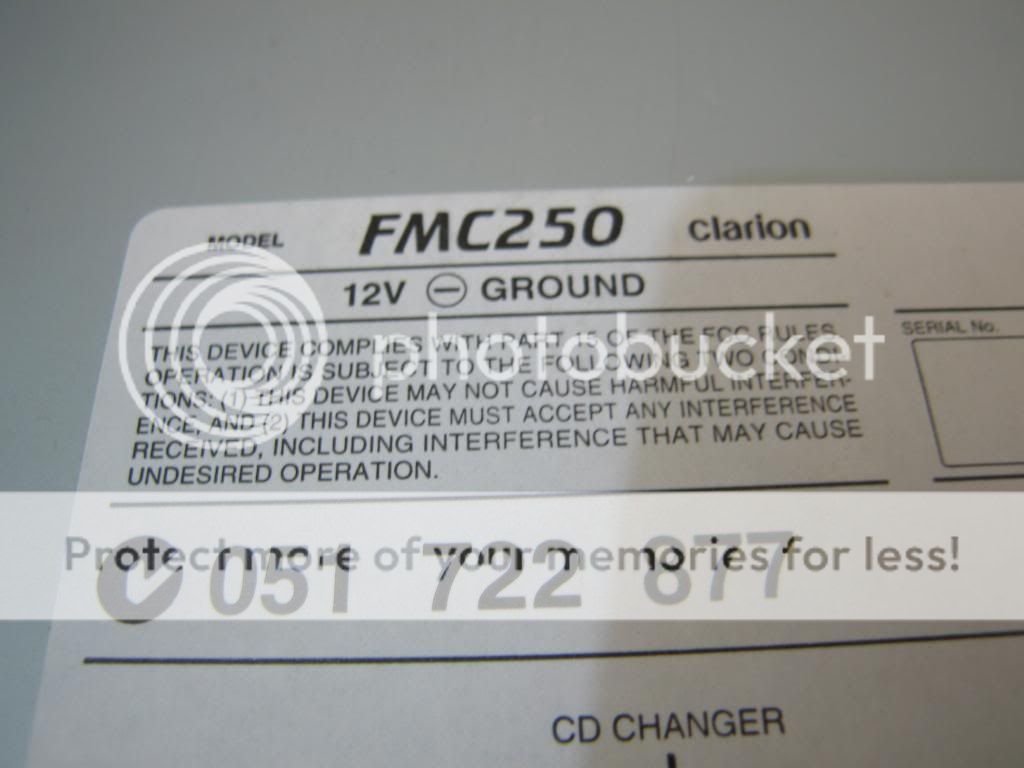 MODEL FMC250 Clarion
12V ⊖ GROUND
THIS DEVICE COMPLIES WITH PART 15 OF THE FCC RULES
OPERATION IS SUBJECT TO THE FOLLOWING TWO CONDI-
TIONS: (1) THIS DEVICE MAY NOT CAUSE HARMFUL INTERFER-
ENCE, AND (2) THIS DEVICE MUST ACCEPT ANY INTERFERENCE
RECEIVED, INCLUDING INTERFERENCE THAT MAY CAUSE
UNDESIRED OPERATION.
SERIAL No.
photobucket
Protect more of your memories for less!
051 722 877
CD CHANGER